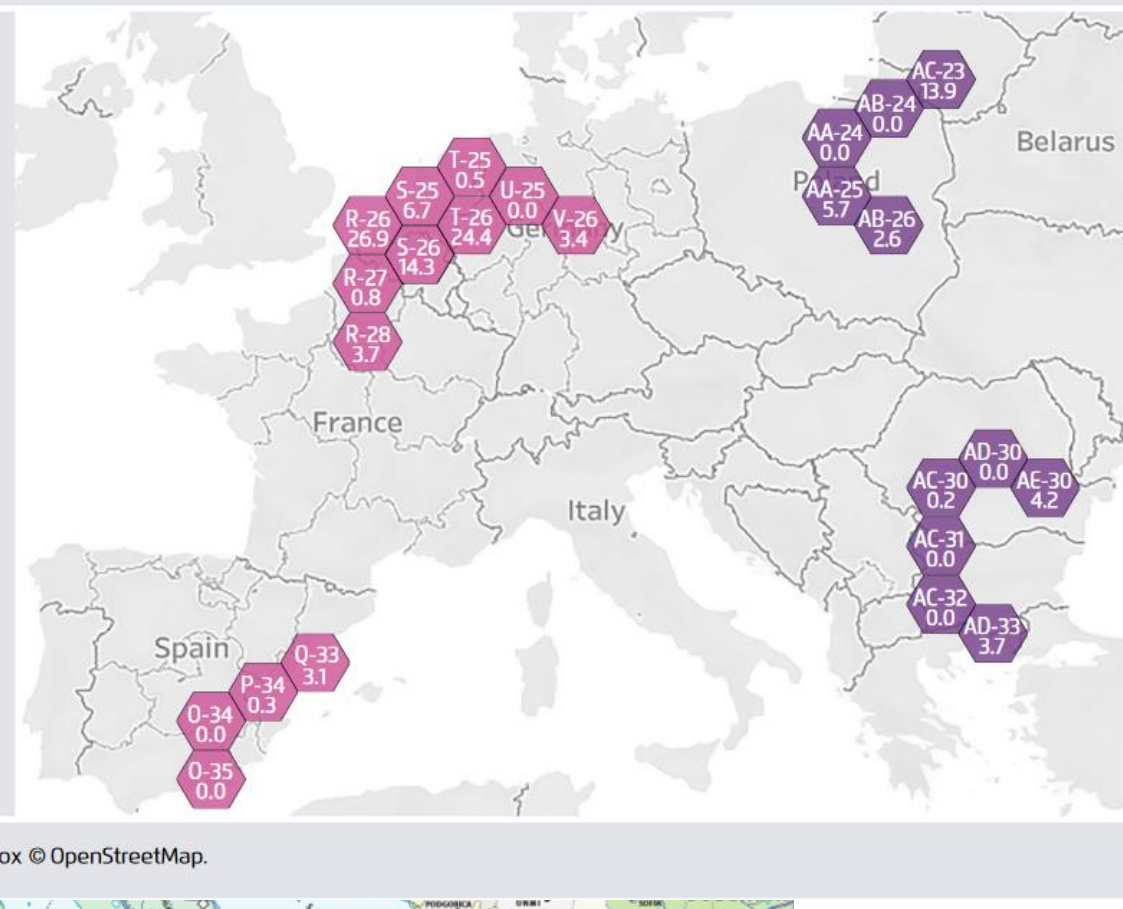 AC-23
13.9
AB-24
0.0
AA-24
0.0
Belarus
T-25
0.5
Poland
S-25
6.7
U-25
0.0
AA-25
5.7
R-26
26.9
T-26
24.4
Germany
V-26
3.4
AB-26
2.6
S-26
14.3
R-27
0.8
R-28
3.7
France
AD-30
0.0
AC-30
0.2
AE-30
4.2
Italy
AC-31
0.0
AC-32
0.0
AD-33
3.7
Spain
Q-33
3.1
P-34
0.3
O-34
0.0
O-35
0.0
ox © OpenStreetMap.
PODGORICA